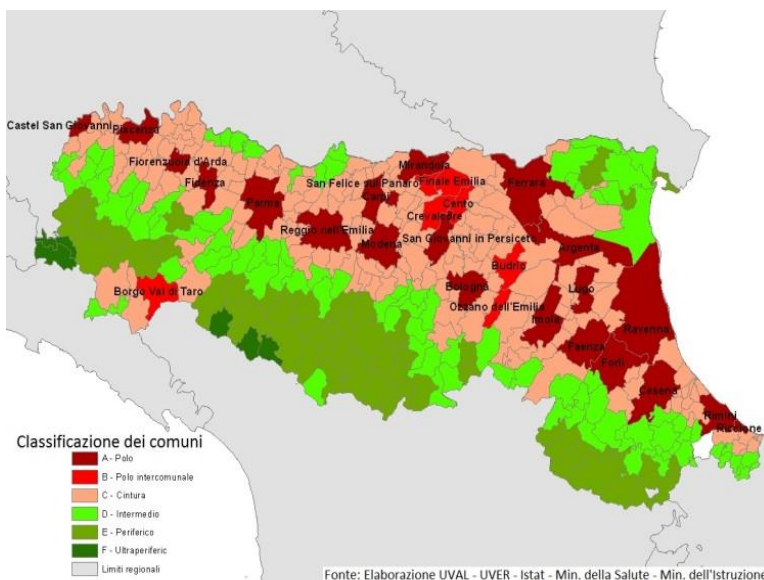 Castel San Giovanni
Piacenza
Fiorenzuola d'Arda
Fidenza
Parma
Reggio nell'Emilia
San Felice sul Panaro
Carpi
Mirandola
Finale Emilia
Cento
Crevalcore
Modena
San Giovanni in Persiceto
Ferrara
Argenta
Budrio
Bologna
Ozzano dell'Emilia
Imola
Lugo
Ravenna
Faenza
Forlì
Cesena
Rimini
Riccione
Borgo Val di Taro
Classificazione dei comuni
A - Polo
B - Polo intercomunale
C - Cintura
D - Intermedio
E - Periferico
F - Ultraperiferic
Limiti regionali
Fonte: Elaborazione UVAL - UVER - Istat - Min. della Salute - Min. dell'Istruzione